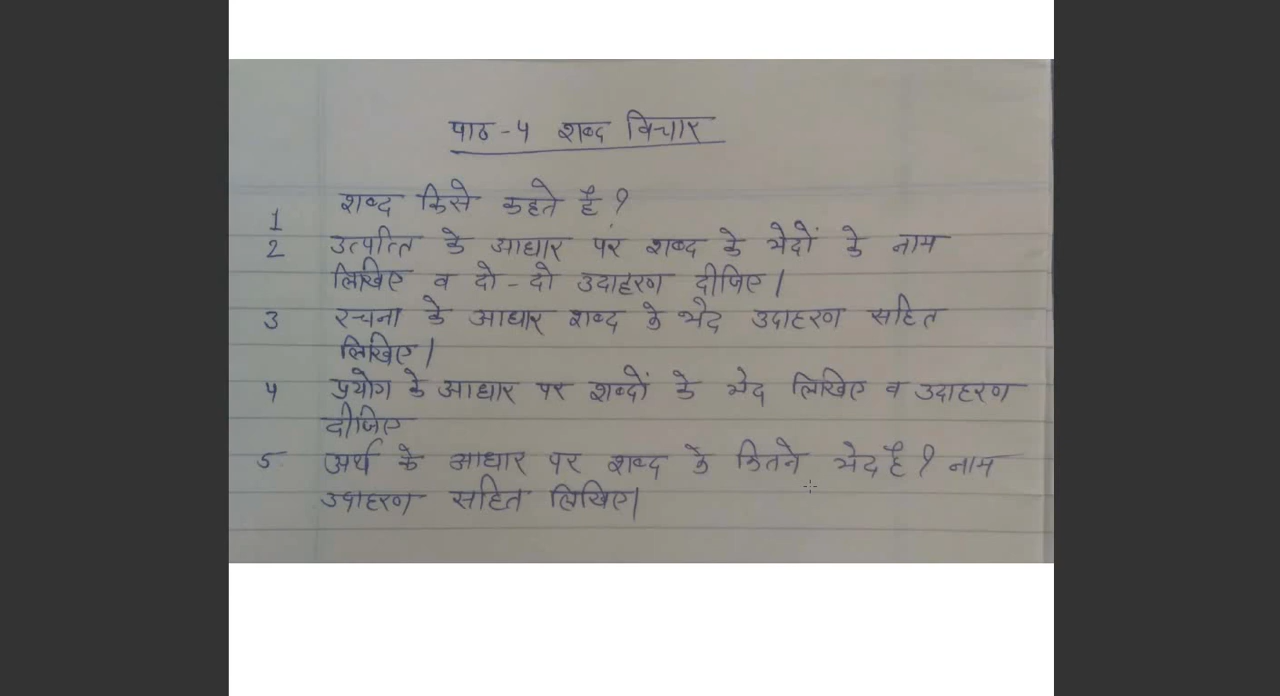 पाठ - ५ शब्द विचार
1 शब्द किसे कहते है ?
2 उत्पत्ति के आधार पर शब्द के भेदों के नाम
लिखिए व दो - दो उदाहरण दीजिए।
3 रचना के आधार शब्द के भेद उदाहरण सहित
लिखिए।
4 प्रयोग के आधार पर शब्दों के भेद लिखिए व उदाहरण
दीजिए
5. अर्थ के आधार पर शब्द के कितने भेद है ? नाम
उदाहरण सहित लिखिए।